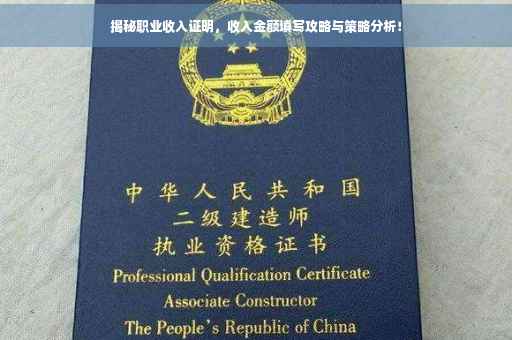 揭秘职业收入证明，收入金额填写攻略与策略分析！
中华人民共和国
二级建造师
执业资格证书
Professional Qualification Certificate
Associate Constructor
The People's Republic of China